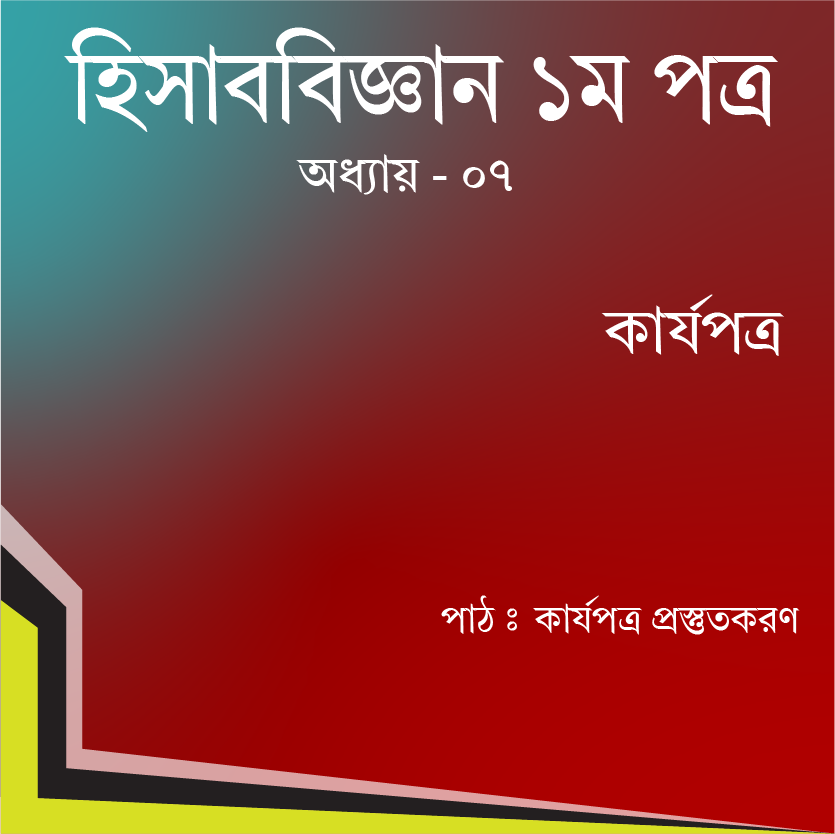 হিসাববিজ্ঞান ১ম পত্র
অধ্যায় - ০৭
কার্যপত্র
পাঠ ঃ কার্যপত্র প্রস্তুতকরণ